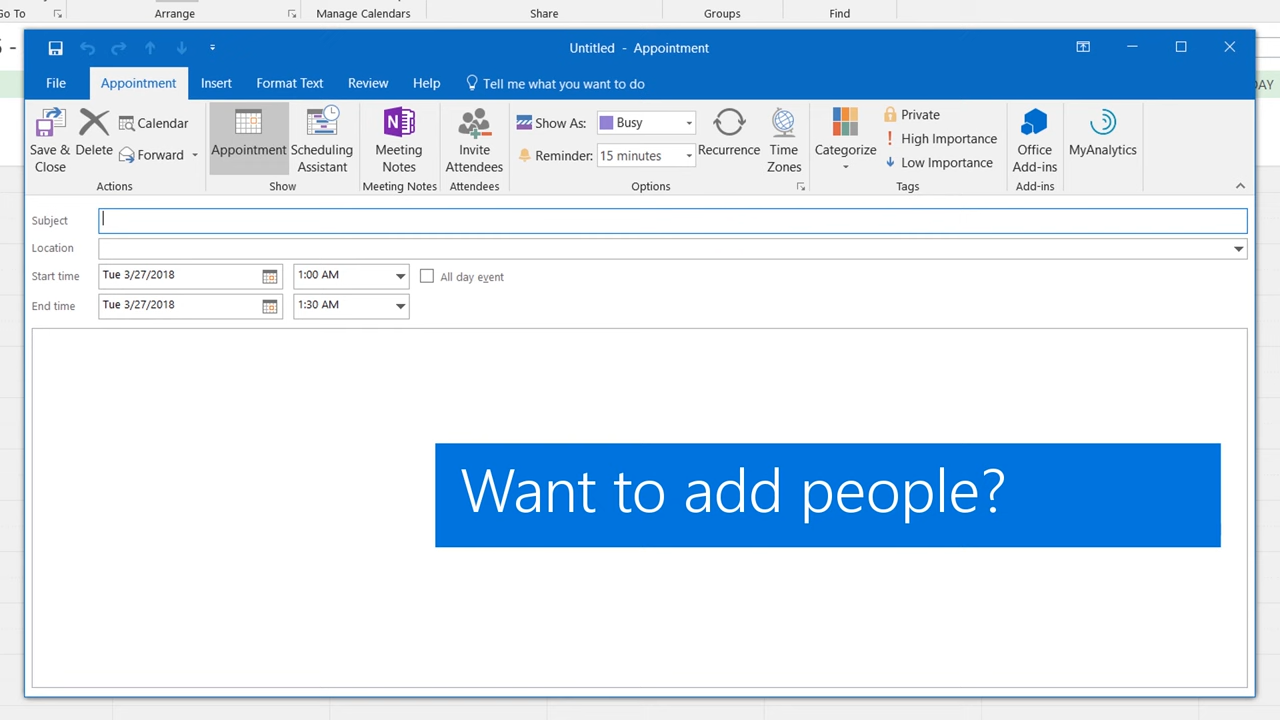 Go To
Arrange
Manage Calendars
Share
Groups
Find
Untitled - Appointment
File
Appointment
Insert
Format Text
Review
Help
Tell me what you want to do
Save & Close
Delete
Calendar
Forward
Actions
Appointment
Scheduling Assistant
Show
Meeting Notes
Meeting Notes
Invite Attendees
Attendees
Show As: Busy
Reminder: 15 minutes
Recurrence
Time Zones
Options
Categorize
Private
High Importance
Low Importance
Tags
Office Add-ins
Add-ins
MyAnalytics
Subject
Location
Start time Tue 3/27/2018 1:00 AM All day event
End time Tue 3/27/2018 1:30 AM
Want to add people?